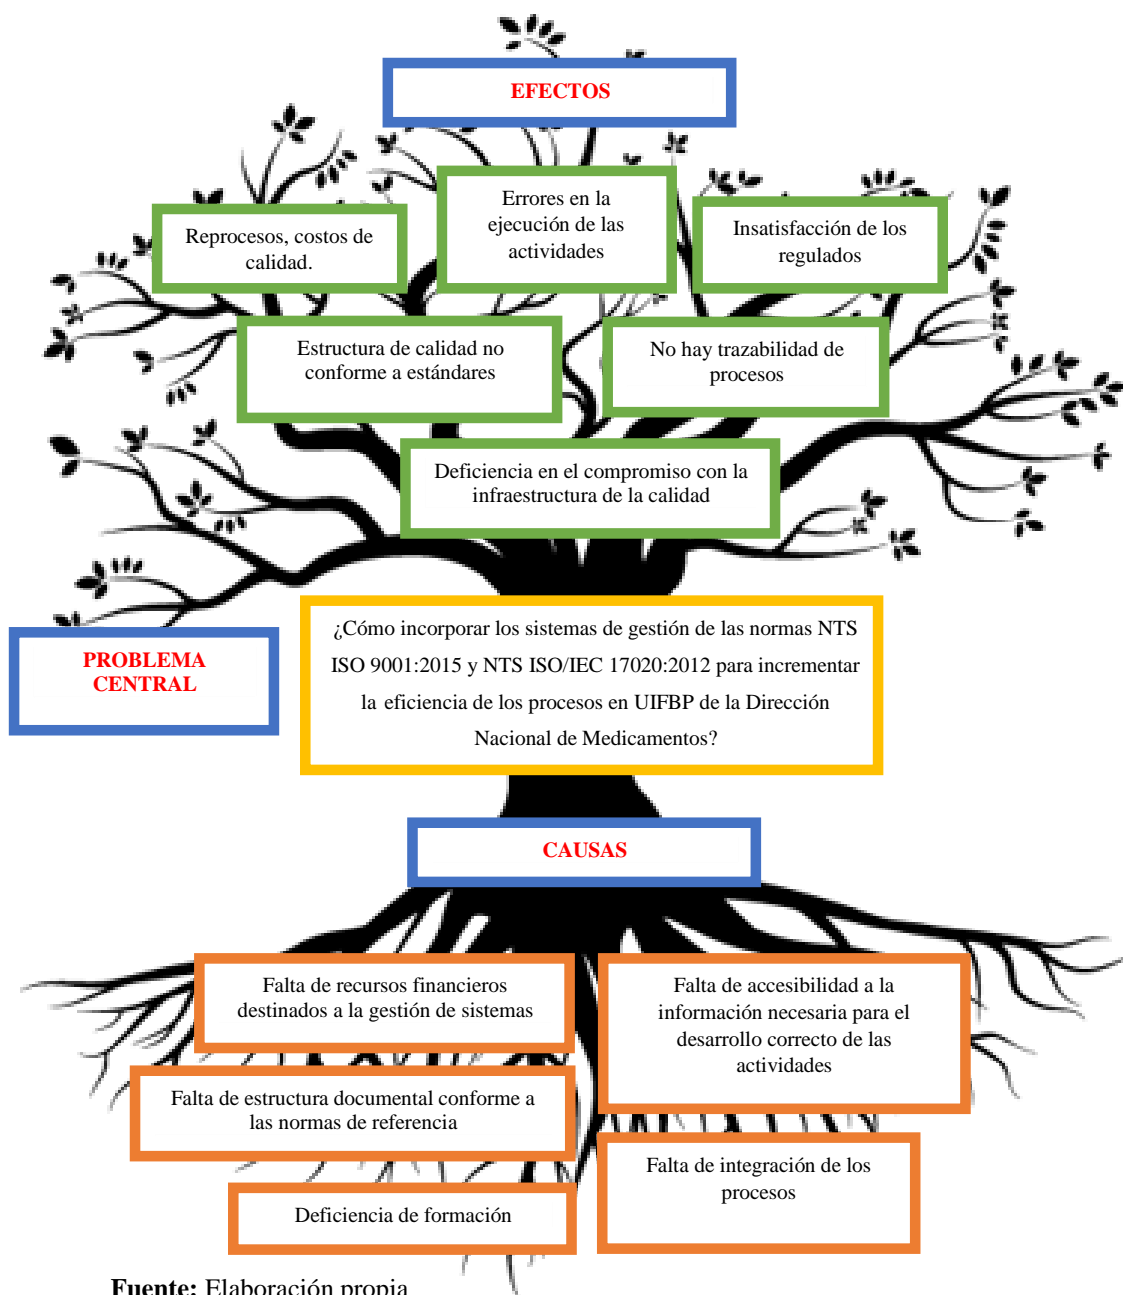 EFECTOS
Errores en la
ejecución de las
actividades
Reprocesos, costos de
calidad.
Insatisfacción de los
regulados
Estructura de calidad no
conforme a estándares
No hay trazabilidad de
procesos
Deficiencia en el compromiso con la
infraestructura de la calidad
PROBLEMA
CENTRAL
¿Cómo incorporar los sistemas de gestión de las normas NTS
ISO 9001:2015 y NTS ISO/IEC 17020:2012 para incrementar
la eficiencia de los procesos en UIFBP de la Dirección
Nacional de Medicamentos?
CAUSAS
Falta de recursos financieros
destinados a la gestión de sistemas
Falta de accesibilidad a la
información necesaria para el
desarrollo correcto de las
actividades
Falta de estructura documental conforme a
las normas de referencia
Falta de integración de los
procesos
Deficiencia de formación
Fuente: Elaboración propia